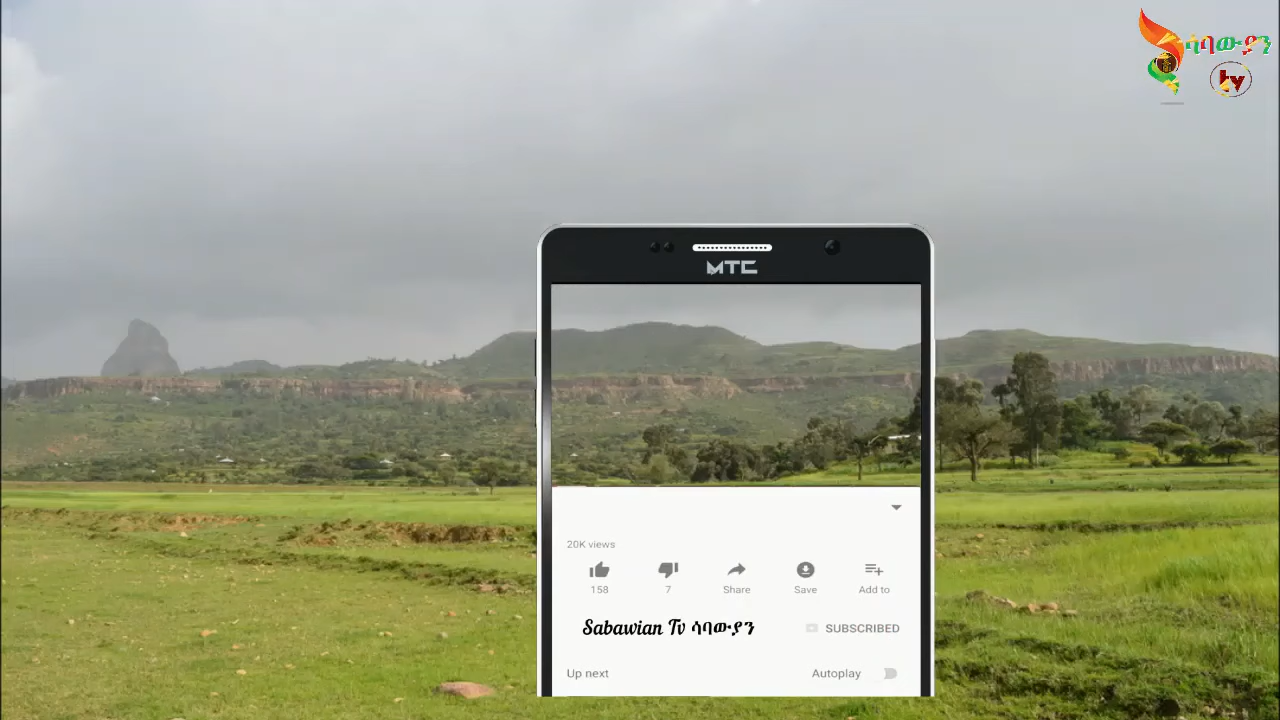 ሳባውያን
tv
MTC
20K views
158
7
Share
Save
Add to
Sabawian Tv ሳባውያን
SUBSCRIBED
Up next
Autoplay